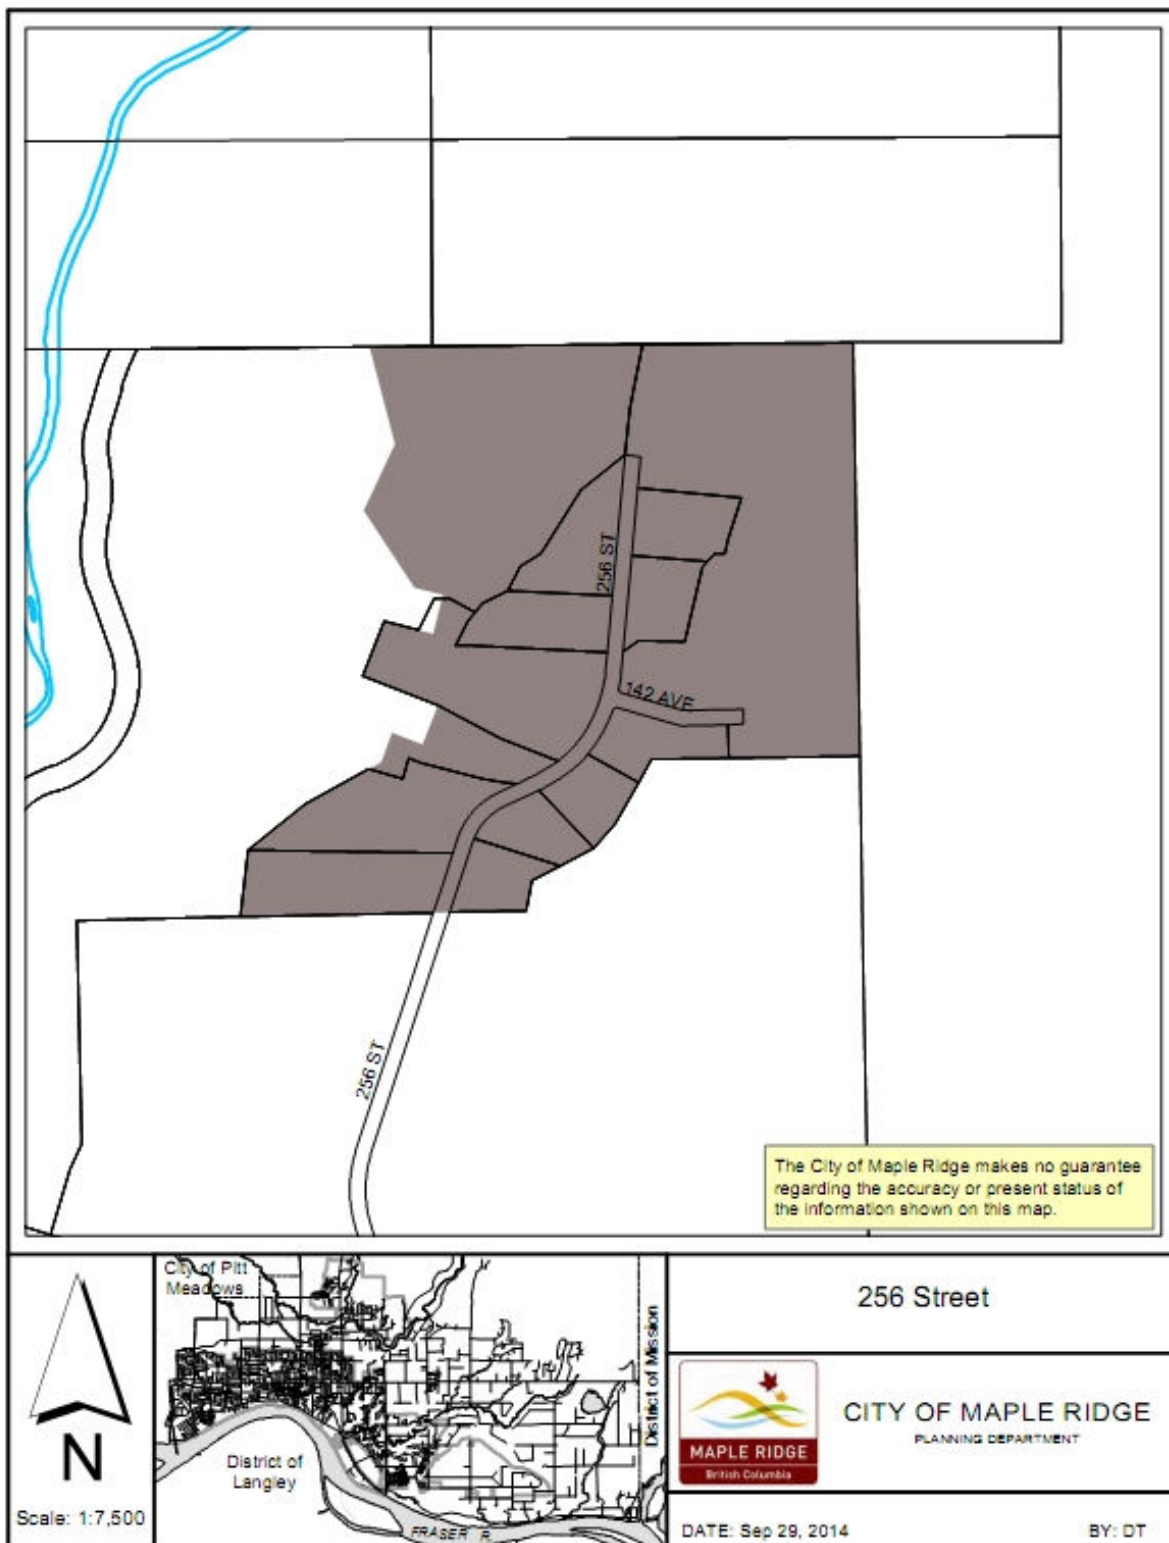 256 ST
142 AVE
256 ST
The City of Maple Ridge makes no guarantee
regarding the accuracy or present status of
the information shown on this map.
N
Scale: 1:7,500
City of Pitt
Meadows
District of Mission
District of
Langley
FRASER R.
256 Street
MAPLE RIDGE
British Columbia
CITY OF MAPLE RIDGE
PLANNING DEPARTMENT
DATE: Sep 29, 2014
BY: DT